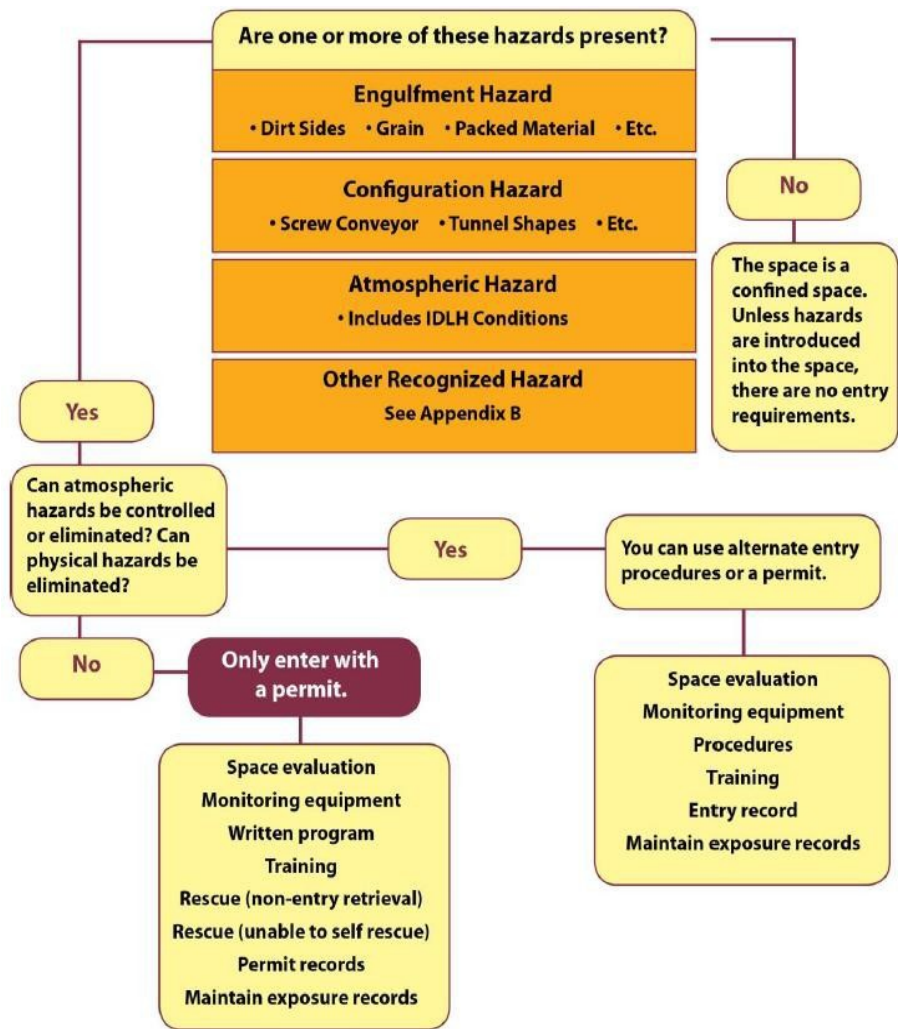 Are one or more of these hazards present?
Engulfment Hazard
• Dirt Sides • Grain • Packed Material • Etc.
Configuration Hazard
• Screw Conveyor • Tunnel Shapes • Etc.
Atmospheric Hazard
• Includes IDLH Conditions
Other Recognized Hazard
See Appendix B
No
The space is a
confined space.
Unless hazards
are introduced
into the space,
there are no entry
requirements.
Yes
Can atmospheric
hazards be controlled
or eliminated? Can
physical hazards be
eliminated?
Yes
You can use alternate entry
procedures or a permit.
Space evaluation
Monitoring equipment
Procedures
Training
Entry record
Maintain exposure records
No
Only enter with
a permit.
Space evaluation
Monitoring equipment
Written program
Training
Rescue (non-entry retrieval)
Rescue (unable to self rescue)
Permit records
Maintain exposure records